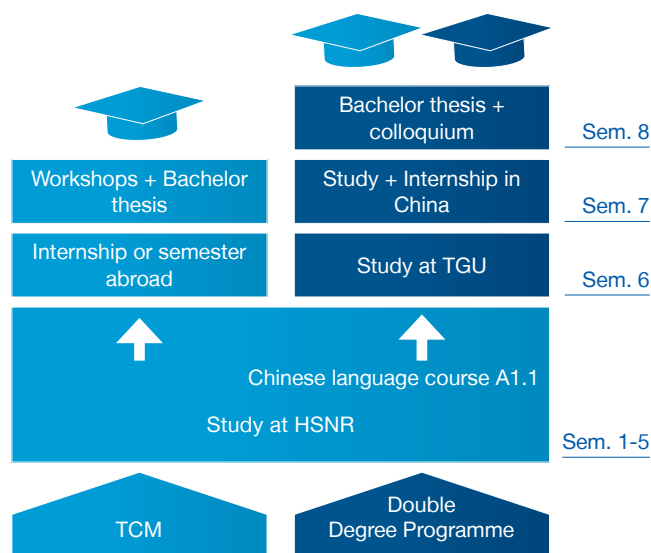 Bachelor thesis +
colloquium
Sem. 8
Workshops + Bachelor
thesis
Study + Internship in
China
Sem. 7
Internship or semester
abroad
Study at TGU
Sem. 6
Chinese language course A1.1
Study at HSNR
Sem. 1-5
TCM
Double
Degree Programme